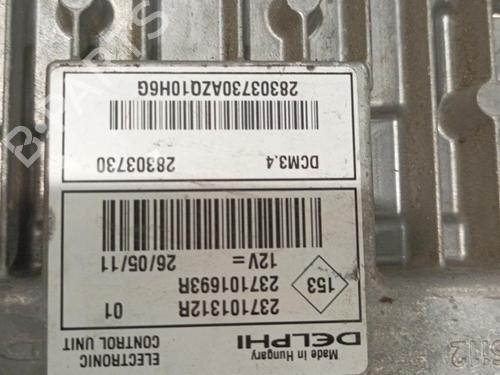 Made in Hungary
DELPHI
ELECTRONIC
CONTROL UNIT
237101312R
01
237101693R
153
12V=
26/05/11
28303730
DCM3.4
28303730AZQ10H6G
B-PARTS